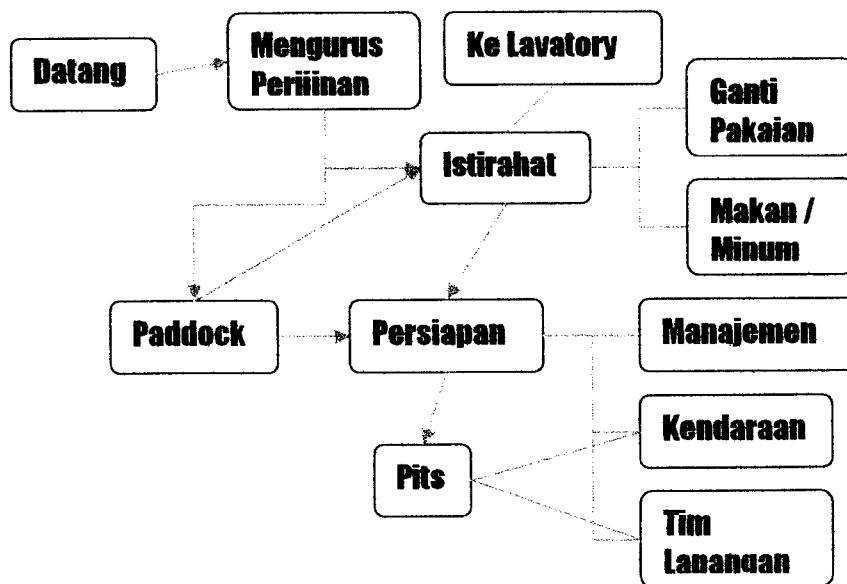 Datang
Mengurus
Periiinan
Ke Lavatory
Ganti
Pakaian
Istirahat
Makan /
Minum
Paddock
Persiapan
Manajemen
Kendaraan
Pits
Tim
Lapangan